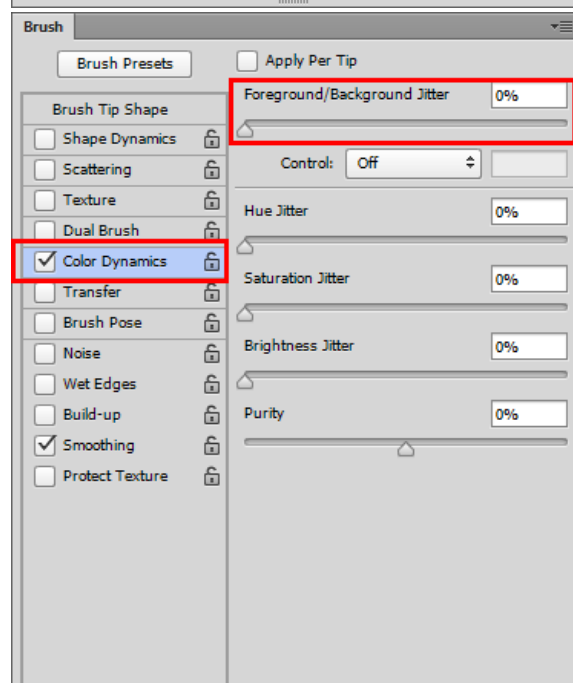 Brush
Brush Presets
Apply Per Tip
Brush Tip Shape
Shape Dynamics
Scattering
Texture
Dual Brush
Color Dynamics
Transfer
Brush Pose
Noise
Wet Edges
Build-up
Smoothing
Protect Texture
Foreground/Background Jitter 0%
Control: Off
Hue Jitter 0%
Saturation Jitter 0%
Brightness Jitter 0%
Purity 0%